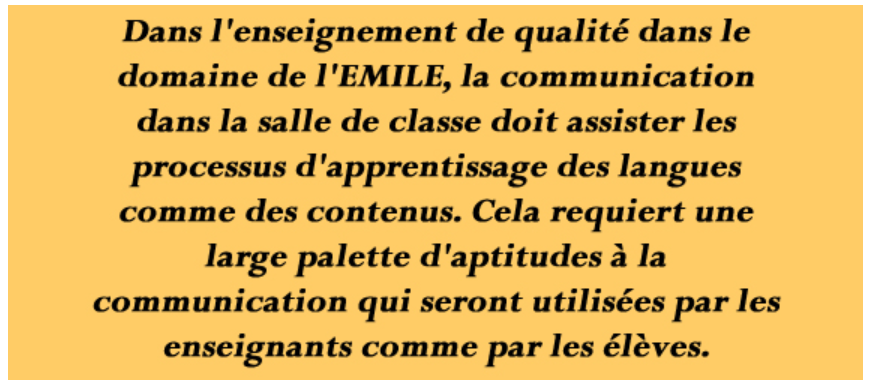 Dans l'enseignement de qualité dans le
domaine de l'EMILE, la communication
dans la salle de classe doit assister les
processus d'apprentissage des langues
comme des contenus. Cela requiert une
large palette d'aptitudes à la
communication qui seront utilisées par les
enseignants comme par les élèves.